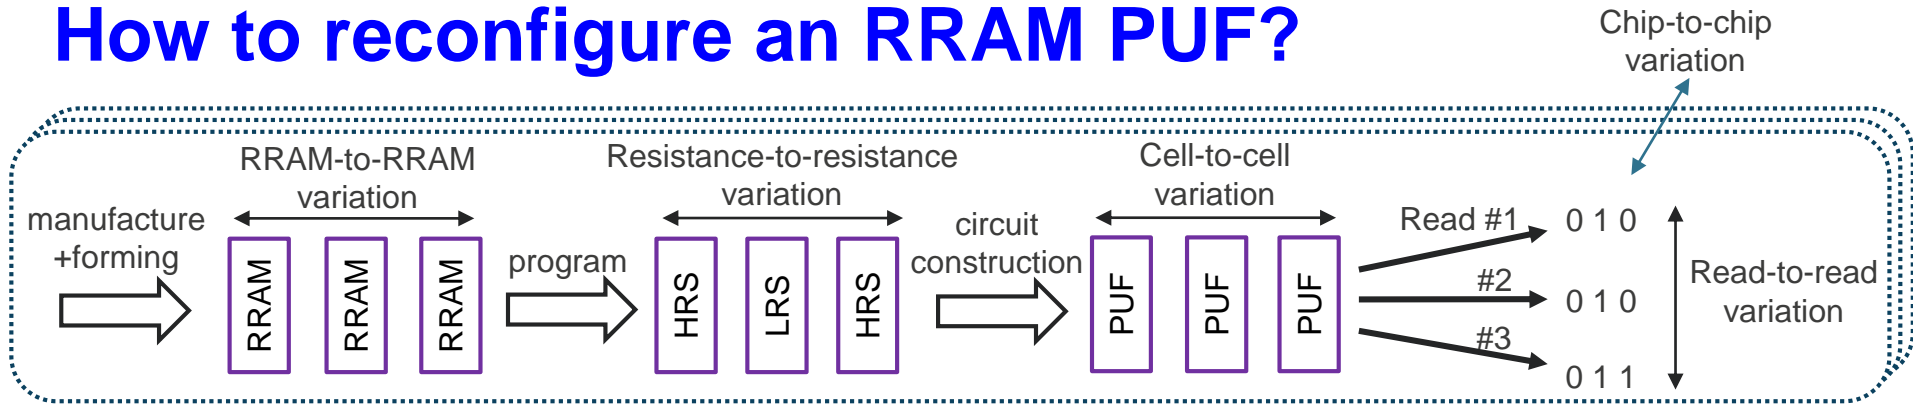 How to reconfigure an RRAM PUF?
Chip-to-chip
variation
RRAM-to-RRAM
variation
Resistance-to-resistance
variation
Cell-to-cell
variation
manufacture
+forming
RRAM
RRAM
RRAM
program
HRS
LRS
HRS
circuit
construction
PUF
PUF
PUF
Read #1
#2
#3
0 1 0
0 1 0
0 1 1
Read-to-read
variation